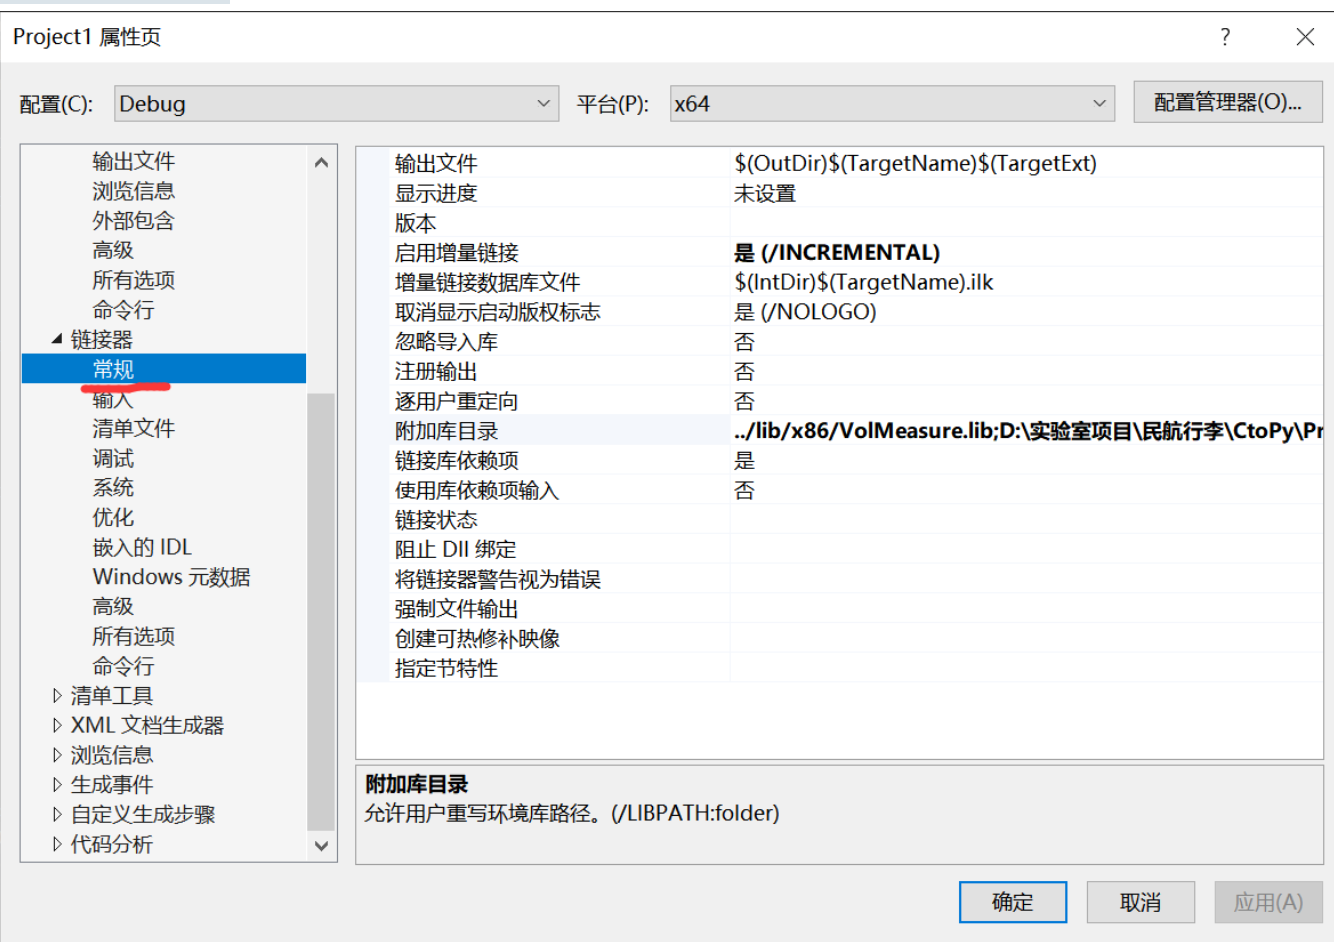 Project1 属性页
?
配置(C):
Debug
平台(P):
x64
配置管理器(O)...
输出文件
浏览信息
外部包含
高级
所有选项
命令行
链接器
常规
输入
清单文件
调试
系统
优化
嵌入的 IDL
Windows 元数据
高级
所有选项
命令行
清单工具
XML 文档生成器
浏览信息
生成事件
自定义生成步骤
代码分析
输出文件 $(OutDir)$(TargetName)$(TargetExt)
显示进度 未设置
版本
启用增量链接 是 (/INCREMENTAL)
增量链接数据库文件 $(IntDir)$(TargetName).ilk
取消显示启动版权标志 是 (/NOLOGO)
忽略导入库 否
注册输出 否
逐用户重定向 否
附加库目录 ../lib/x86/VolMeasure.lib;D:\实验室项目\民航行李\CtoPy\Pr
链接库依赖项 是
使用库依赖项输入 否
链接状态
阻止 Dll 绑定
将链接器警告视为错误
强制文件输出
创建可热修补映像
指定节特性
附加库目录
允许用户重写环境库路径。(/LIBPATH:folder)
确定
取消
应用(A)